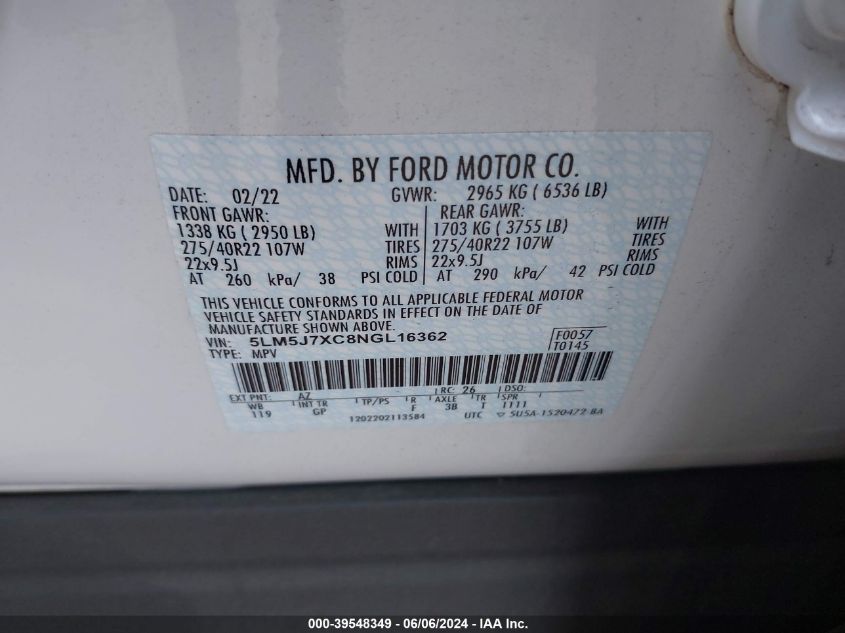 MFD. BY FORD MOTOR CO.
DATE: 02/22 GVWR: 2965 KG ( 6536 LB)
FRONT GAWR: REAR GAWR:
1338 KG ( 2950 LB) WITH 1703 KG ( 3755 LB) WITH
275/40R22 107W TIRES 275/40R22 107W TIRES
22x9.5J RIMS 22x9.5J RIMS
AT 260 kPa/ 38 PSI COLD AT 290 kPa/ 42 PSI COLD
THIS VEHICLE CONFORMS TO ALL APPLICABLE FEDERAL MOTOR
VEHICLE SAFETY STANDARDS IN EFFECT ON THE DATE OF
MANUFACTURE SHOWN ABOVE.
VIN: 5LM5J7XC8NGL16362 F0057
TYPE: MPV T0145
EXT PNT: AZ RC: 26 DSO:
WB INT TR TP/PS R AXLE TR SPR
119 GP F 3B T 1111
1202202113584 UTC 5U5A-1520472-BA
000-39548349 - 06/06/2024 - IAA Inc.